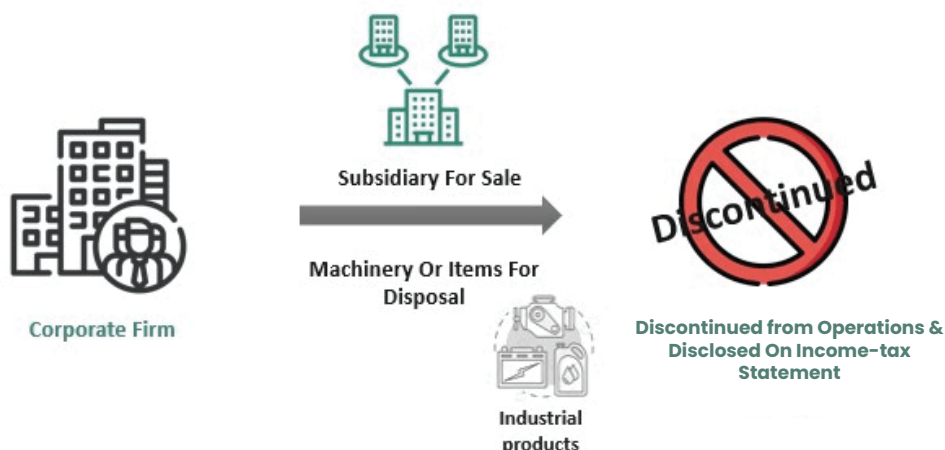 Subsidiary For Sale
Machinery Or Items For
Disposal
Corporate Firm
Industrial
products
Discontinued
Discontinued from Operations &
Disclosed On Income-tax
Statement